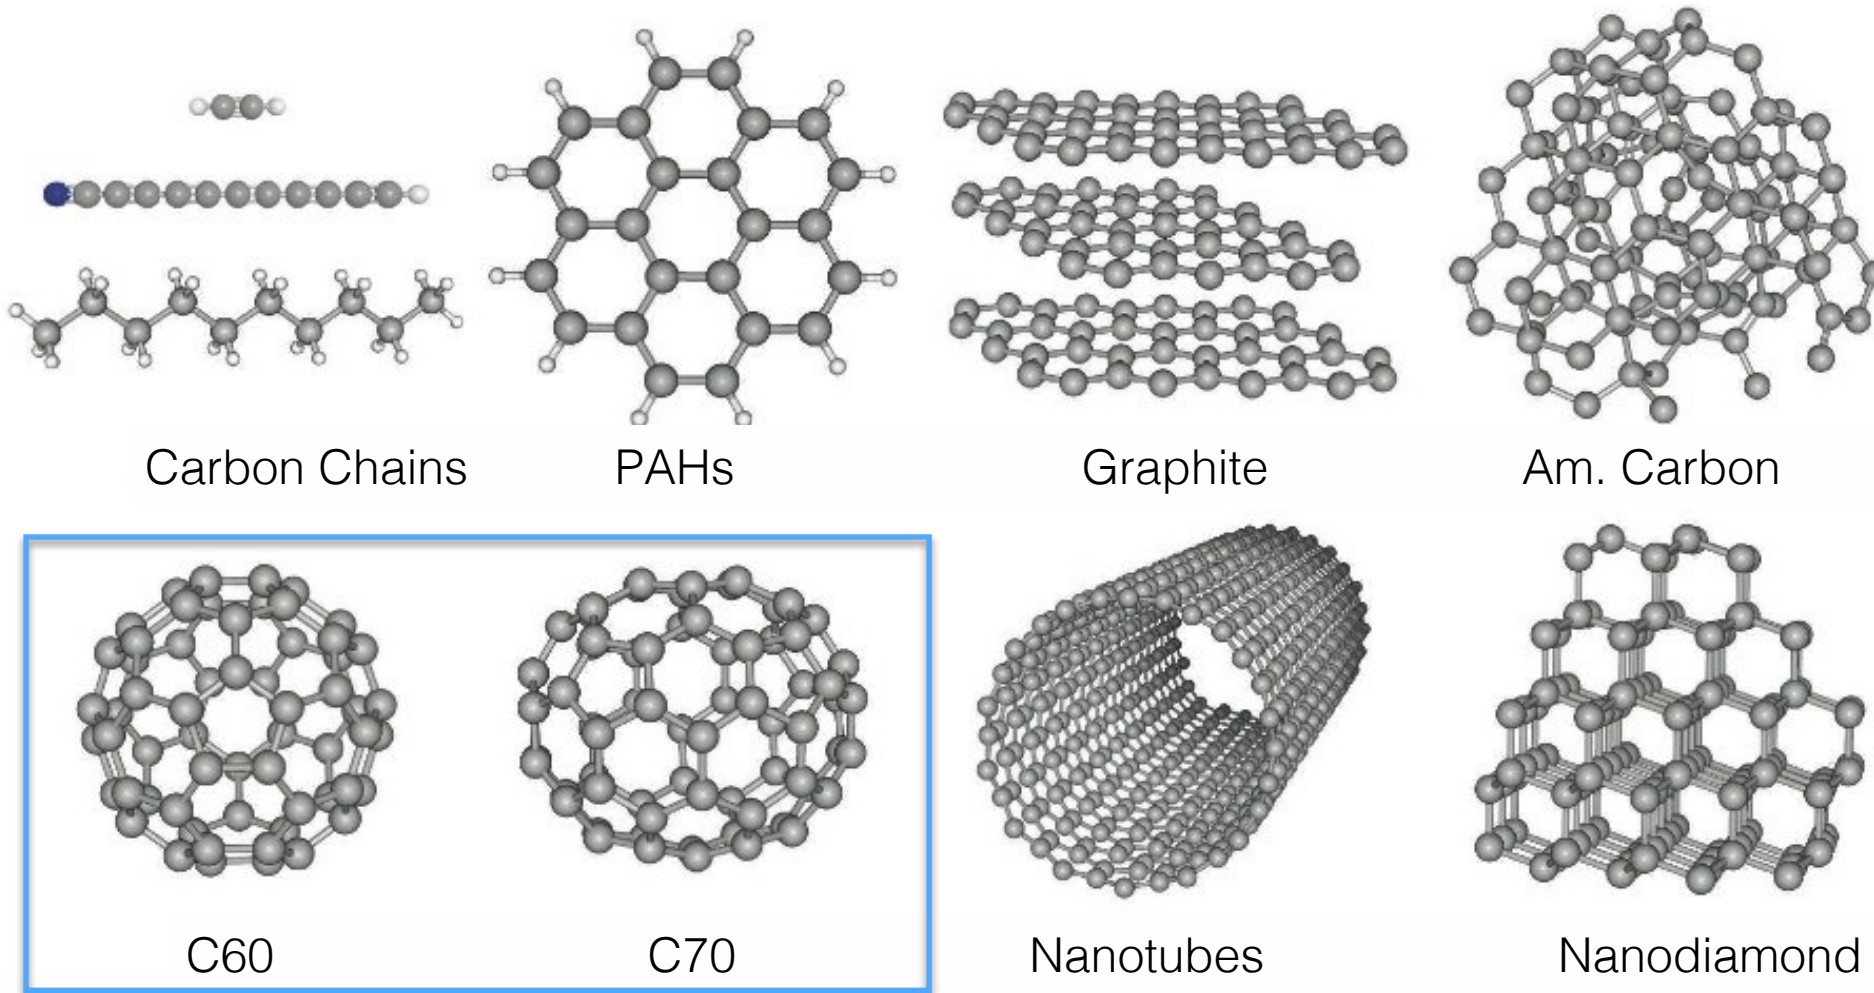 Carbon Chains
PAHs
Graphite
Am. Carbon
C60
C70
Nanotubes
Nanodiamond